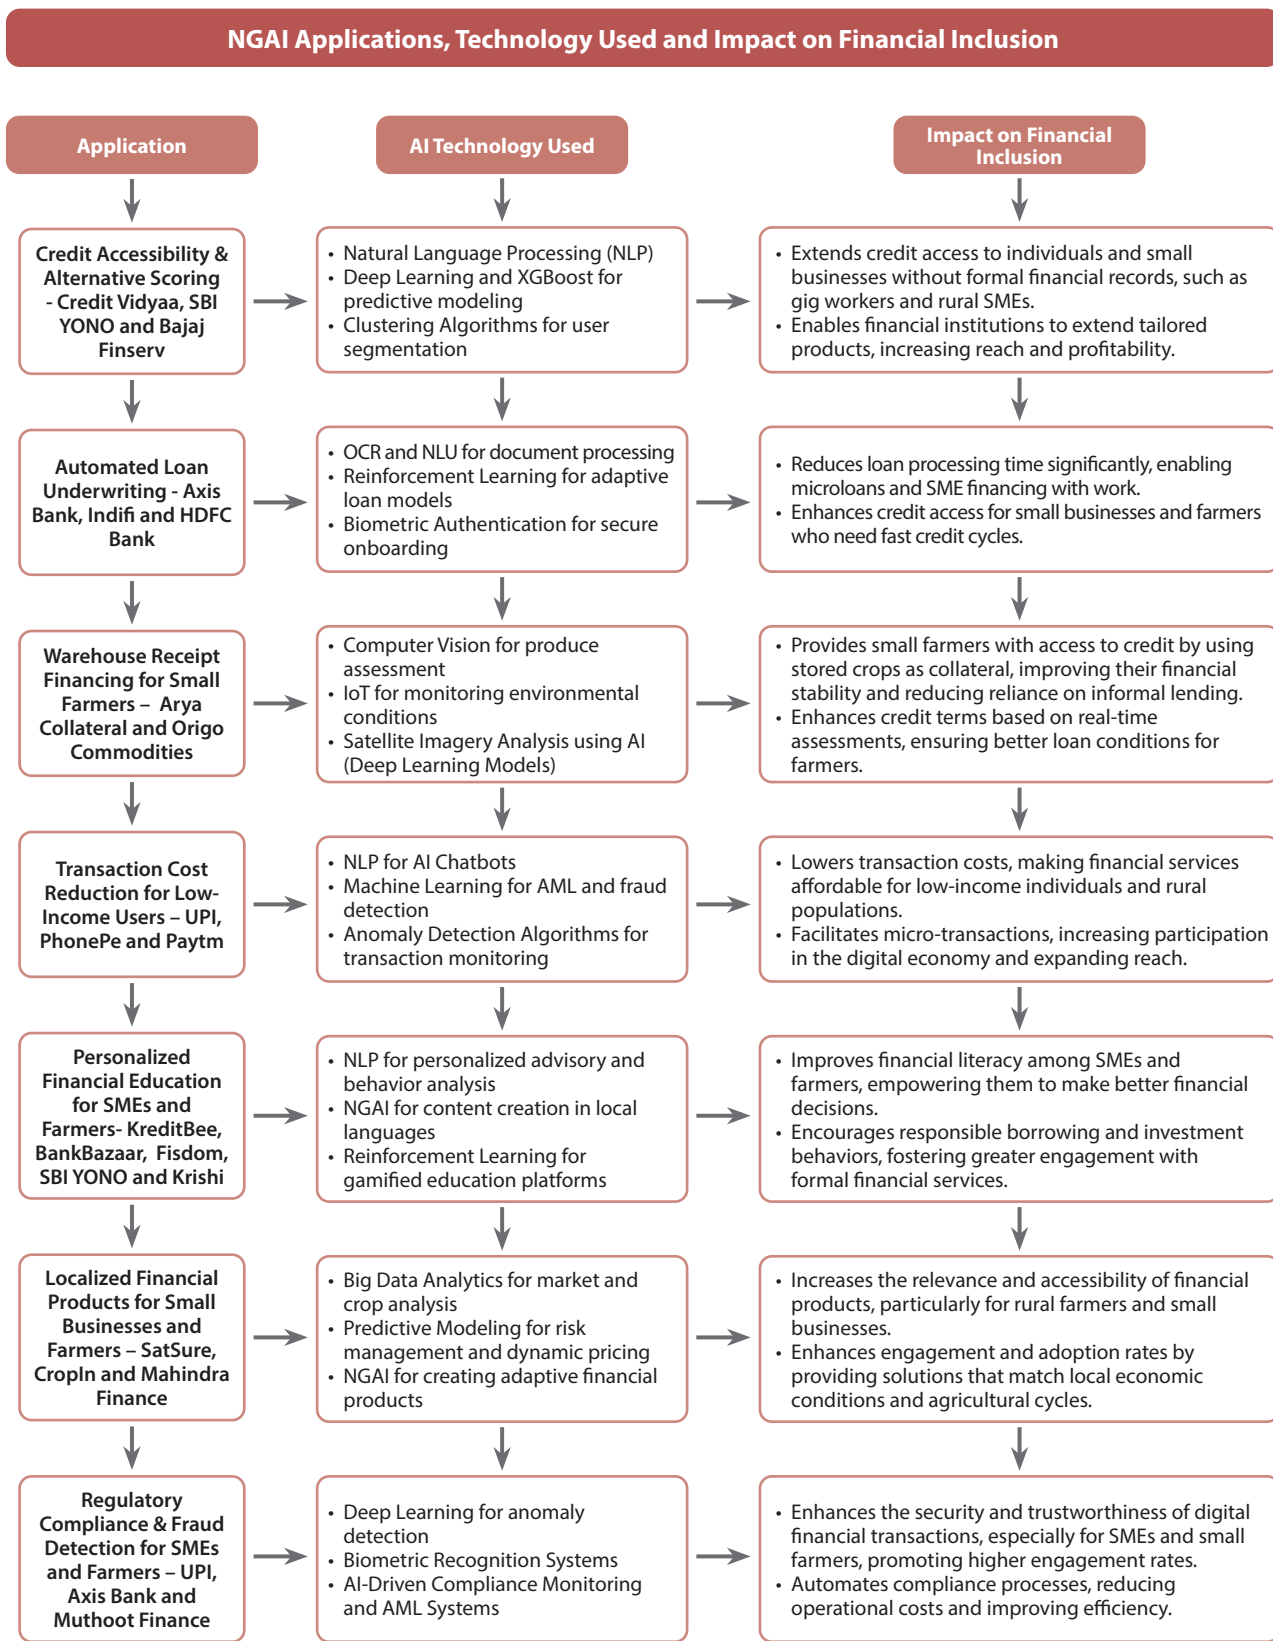 NGAI Applications, Technology Used and Impact on Financial Inclusion
Application
AI Technology Used
Impact on Financial
Inclusion
Credit Accessibility &
Alternative Scoring
- Credit Vidyaa, SBI
YONO and Bajaj
Finserv
• Natural Language Processing (NLP)
• Deep Learning and XGBoost for
predictive modeling
• Clustering Algorithms for user
segmentation
• Extends credit access to individuals and small
businesses without formal financial records, such as
gig workers and rural SMEs.
• Enables financial institutions to extend tailored
products, increasing reach and profitability.
Automated Loan
Underwriting - Axis
Bank, Indifi and HDFC
Bank
• OCR and NLU for document processing
• Reinforcement Learning for adaptive
loan models
• Biometric Authentication for secure
onboarding
• Reduces loan processing time significantly, enabling
microloans and SME financing with work.
• Enhances credit access for small businesses and farmers
who need fast credit cycles.
Warehouse Receipt
Financing for Small
Farmers – Arya
Collateral and Origo
Commodities
• Computer Vision for produce
assessment
• IoT for monitoring environmental
conditions
• Satellite Imagery Analysis using AI
(Deep Learning Models)
• Provides small farmers with access to credit by using
stored crops as collateral, improving their financial
stability and reducing reliance on informal lending.
• Enhances credit terms based on real-time
assessments, ensuring better loan conditions for
farmers.
Transaction Cost
Reduction for Low-
Income Users – UPI,
PhonePe and Paytm
• NLP for AI Chatbots
• Machine Learning for AML and fraud
detection
• Anomaly Detection Algorithms for
transaction monitoring
• Lowers transaction costs, making financial services
affordable for low-income individuals and rural
populations.
• Facilitates micro-transactions, increasing participation
in the digital economy and expanding reach.
Personalized
Financial Education
for SMEs and
Farmers- KreditBee,
BankBazaar, Fisdom,
SBI YONO and Krishi
• NLP for personalized advisory and
behavior analysis
• NGAI for content creation in local
languages
• Reinforcement Learning for
gamified education platforms
• Improves financial literacy among SMEs and
farmers, empowering them to make better financial
decisions.
• Encourages responsible borrowing and investment
behaviors, fostering greater engagement with
formal financial services.
Localized Financial
Products for Small
Businesses and
Farmers – SatSure,
CropIn and Mahindra
Finance
• Big Data Analytics for market and
crop analysis
• Predictive Modeling for risk
management and dynamic pricing
• NGAI for creating adaptive financial
products
• Increases the relevance and accessibility of financial
products, particularly for rural farmers and small
businesses.
• Enhances engagement and adoption rates by
providing solutions that match local economic
conditions and agricultural cycles.
Regulatory
Compliance & Fraud
Detection for SMEs
and Farmers – UPI,
Axis Bank and
Muthoot Finance
• Deep Learning for anomaly
detection
• Biometric Recognition Systems
• AI-Driven Compliance Monitoring
and AML Systems
• Enhances the security and trustworthiness of digital
financial transactions, especially for SMEs and small
farmers, promoting higher engagement rates.
• Automates compliance processes, reducing
operational costs and improving efficiency.